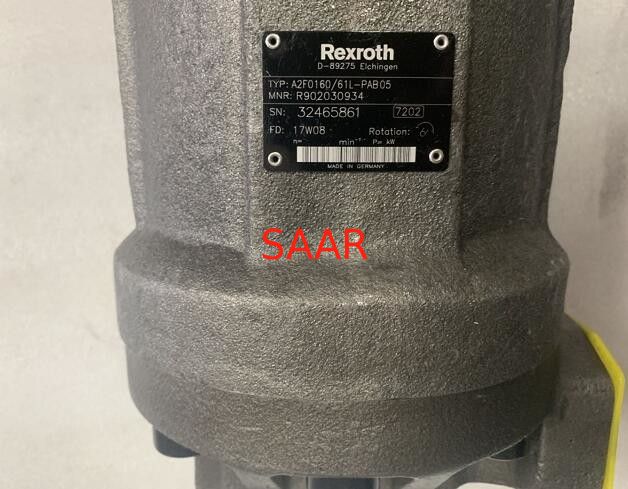 Rexroth
D-89275 Elchingen
TYP: A2FO160/61L-PAB05
MNR: R902030934
SN: 32465861 7202
FD: 17W08 Rotation:
n= min⁻¹ P= kW
MADE IN GERMANY
SAAR